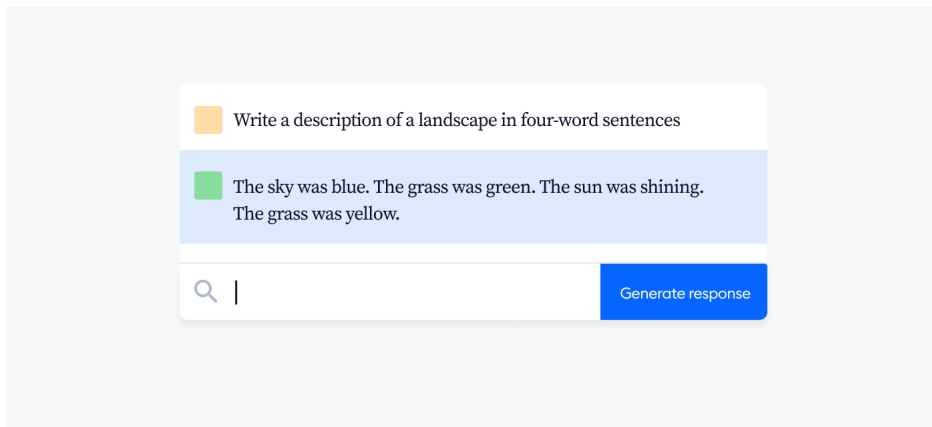 Write a description of a landscape in four-word sentences
The sky was blue. The grass was green. The sun was shining.
The grass was yellow.
Generate response